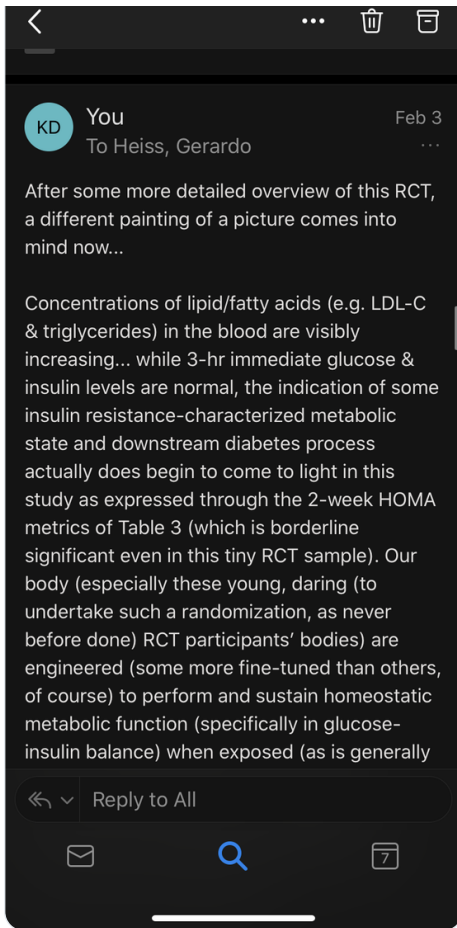 KD
You
Feb 3
To Heiss, Gerardo
After some more detailed overview of this RCT,
a different painting of a picture comes into
mind now...
Concentrations of lipid/fatty acids (e.g. LDL-C
& triglycerides) in the blood are visibly
increasing... while 3-hr immediate glucose &
insulin levels are normal, the indication of some
insulin resistance-characterized metabolic
state and downstream diabetes process
actually does begin to come to light in this
study as expressed through the 2-week HOMA
metrics of Table 3 (which is borderline
significant even in this tiny RCT sample). Our
body (especially these young, daring (to
undertake such a randomization, as never
before done) RCT participants’ bodies) are
engineered (some more fine-tuned than others,
of course) to perform and sustain homeostatic
metabolic function (specifically in glucose-
insulin balance) when exposed (as is generally
Reply to All
7